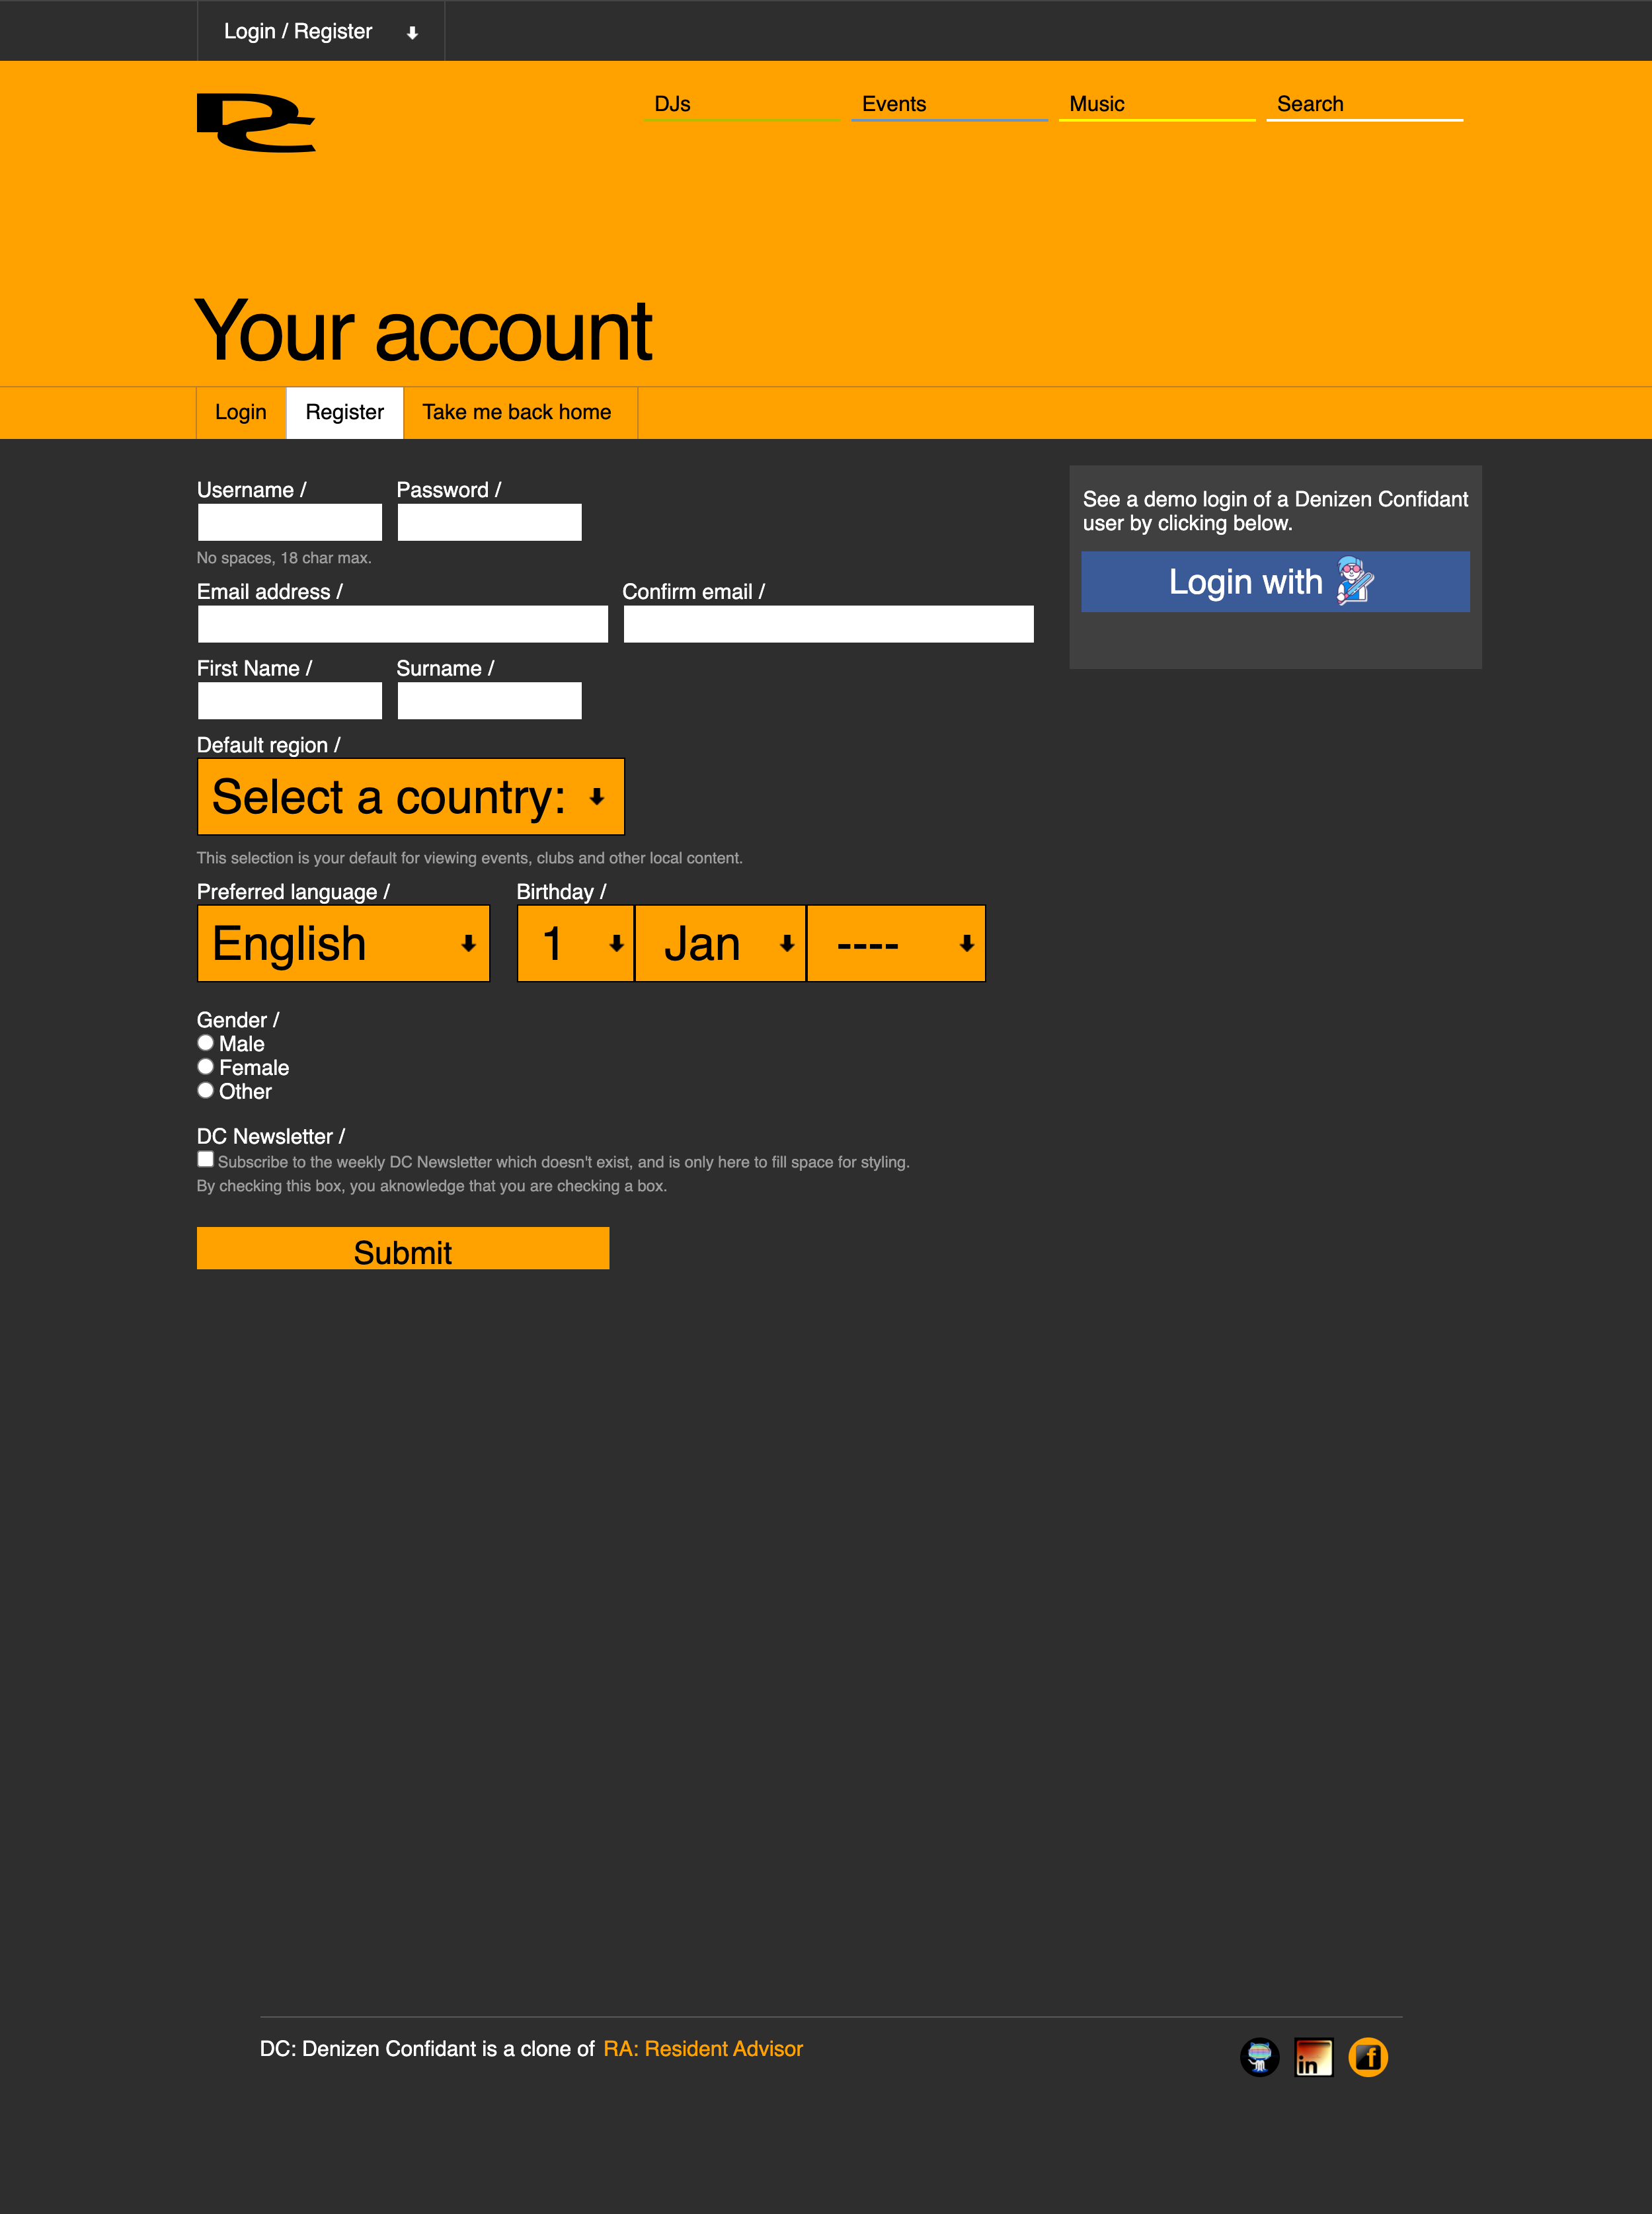 Login / Register
DC
DJs Events Music Search
Your account
Login Register Take me back home
Username / Password /
No spaces, 18 char max.
Email address / Confirm email /
First Name / Surname /
Default region /
Select a country:
This selection is your default for viewing events, clubs and other local content.
Preferred language / Birthday /
English 1 Jan ----
Gender /
Male
Female
Other
DC Newsletter /
Subscribe to the weekly DC Newsletter which doesn't exist, and is only here to fill space for styling.
By checking this box, you aknowledge that you are checking a box.
Submit
See a demo login of a Denizen Confidant
user by clicking below.
Login with
DC: Denizen Confidant is a clone of RA: Resident Advisor
in f